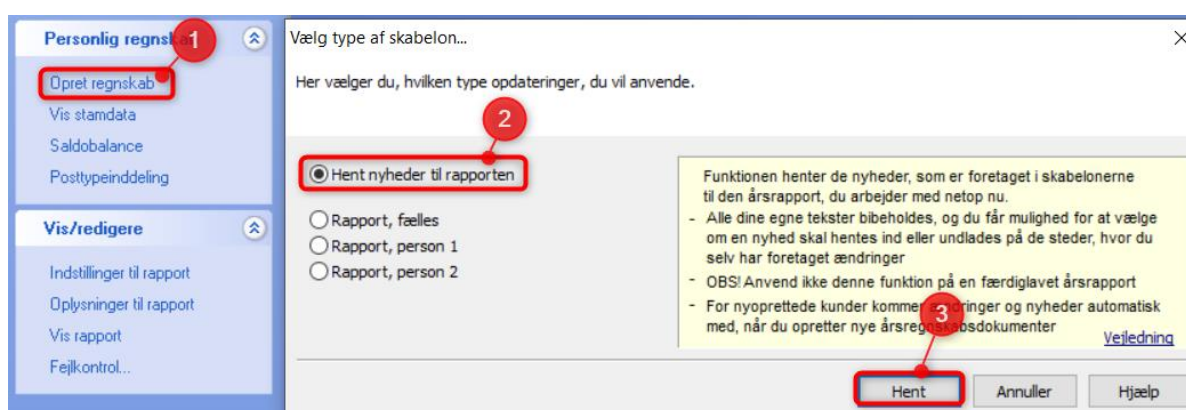 Personlig regnska
1
Opret regnskab
Vis stamdata
Saldobalance
Posttypeinddeling
Vis/redigere
Indstillinger til rapport
Oplysninger til rapport
Vis rapport
Fejlkontrol...
Vælg type af skabelon...
Her vælger du, hvilken type opdateringer, du vil anvende.
2
Hent nyheder til rapporten
Rapport, fælles
Rapport, person 1
Rapport, person 2
Funktionen henter de nyheder, som er foretaget i skabelonerne
til den årsrapport, du arbejder med netop nu.
- Alle dine egne tekster bibeholdes, og du får mulighed for at vælge
om en nyhed skal hentes ind eller undlades på de steder, hvor du
selv har foretaget ændringer
- OBS! Anvend ikke denne funktion på en færdiglavet årsrapport
- For nyoprettede kunder kommer ændringer og nyheder automatisk
med, når du opretter nye årsregnskabsdokumenter
3
Vejledning
Hent
Annuller
Hjælp